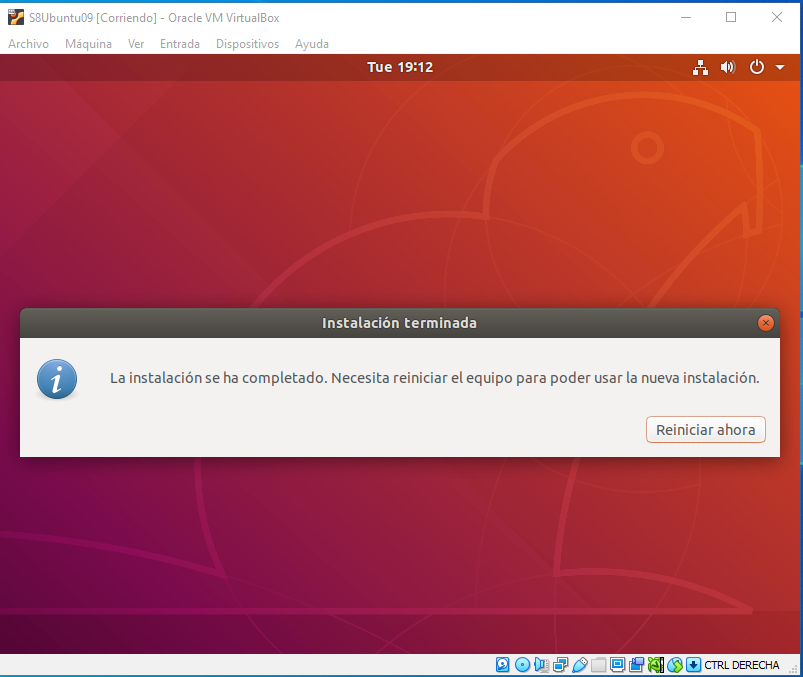 S8Ubuntu09 [Corriendo] - Oracle VM VirtualBox
Archivo Máquina Ver Entrada Dispositivos Ayuda
Tue 19:12
Instalación terminada
La instalación se ha completado. Necesita reiniciar el equipo para poder usar la nueva instalación.
Reiniciar ahora
CTRL DERECHA